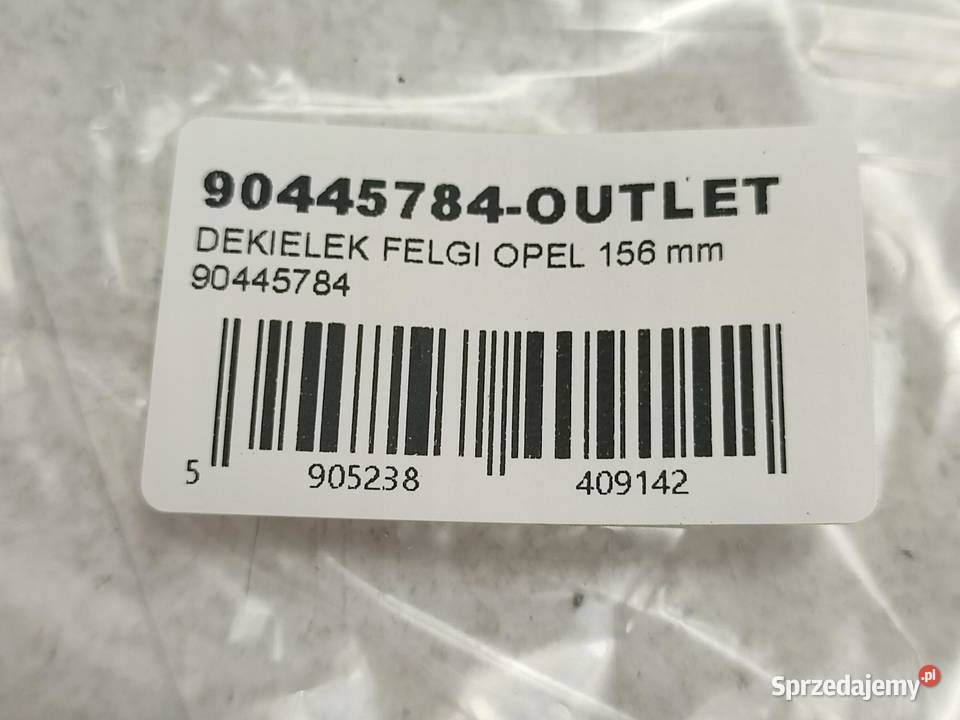 90445784-OUTLET
DEKIELEK FELGI OPEL 156 mm
90445784
5 905238 409142
Sprzedajemy.pl